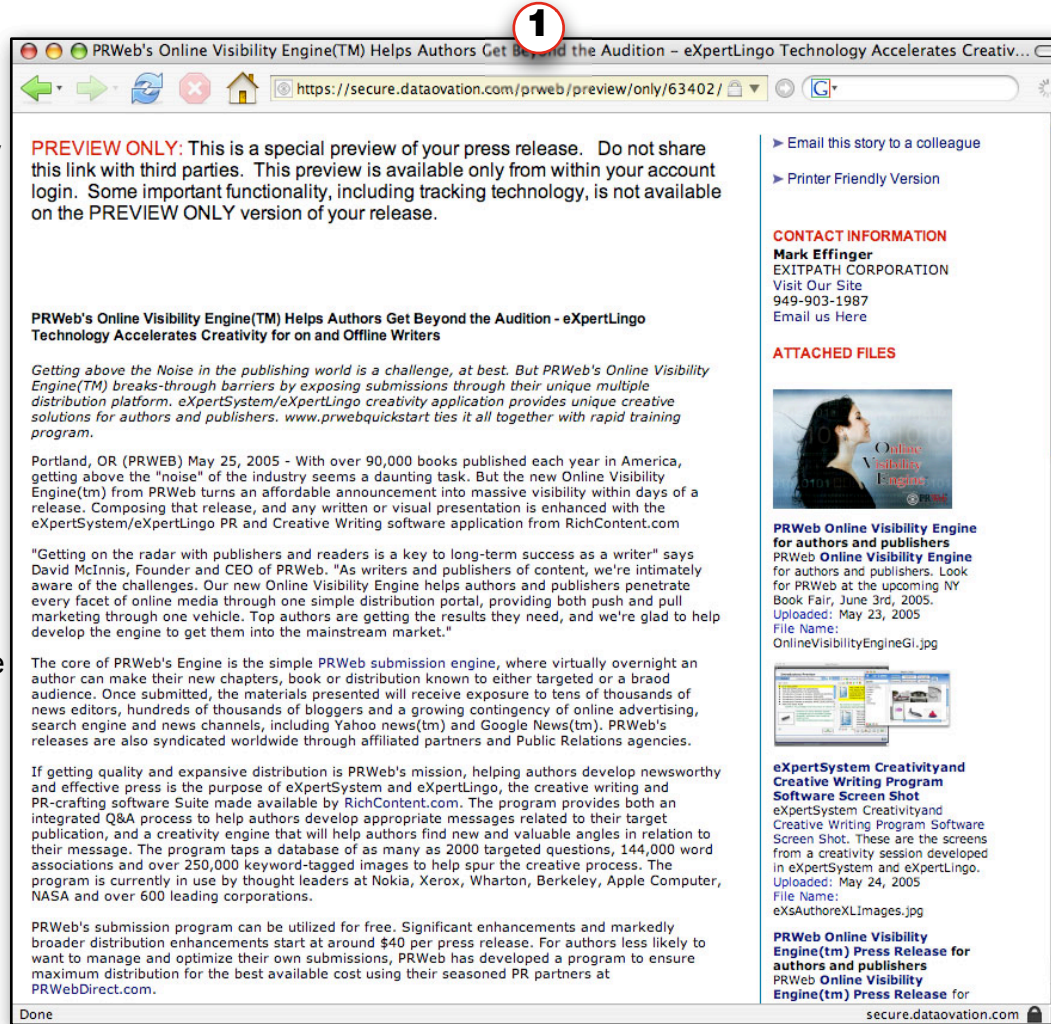 1
PRWeb's Online Visibility Engine(TM) Helps Authors Get Beyond the Audition – eXpertLingo Technology Accelerates Creativ...
https://secure.dataovation.com/prweb/preview/only/63402/
G
PREVIEW ONLY: This is a special preview of your press release. Do not share
this link with third parties. This preview is available only from within your account
login. Some important functionality, including tracking technology, is not available
on the PREVIEW ONLY version of your release.
PRWeb's Online Visibility Engine(TM) Helps Authors Get Beyond the Audition - eXpertLingo
Technology Accelerates Creativity for on and Offline Writers
Getting above the Noise in the publishing world is a challenge, at best. But PRWeb's Online Visibility
Engine(TM) breaks-through barriers by exposing submissions through their unique multiple
distribution platform. eXpertSystem/eXpertLingo creativity application provides unique creative
solutions for authors and publishers. www.prwebquickstart ties it all together with rapid training
program.
Portland, OR (PRWEB) May 25, 2005 - With over 90,000 books published each year in America,
getting above the "noise" of the industry seems a daunting task. But the new Online Visibility
Engine(tm) from PRWeb turns an affordable announcement into massive visibility within days of a
release. Composing that release, and any written or visual presentation is enhanced with the
eXpertSystem/eXpertLingo PR and Creative Writing software application from RichContent.com
"Getting on the radar with publishers and readers is a key to long-term success as a writer" says
David McInnis, Founder and CEO of PRWeb. "As writers and publishers of content, we're intimately
aware of the challenges. Our new Online Visibility Engine helps authors and publishers penetrate
every facet of online media through one simple distribution portal, providing both push and pull
marketing through one vehicle. Top authors are getting the results they need, and we're glad to help
develop the engine to get them into the mainstream market."
The core of PRWeb's Engine is the simple PRWeb submission engine, where virtually overnight an
author can make their new chapters, book or distribution known to either targeted or a braod
audience. Once submitted, the materials presented will receive exposure to tens of thousands of
news editors, hundreds of thousands of bloggers and a growing contingency of online advertising,
search engine and news chanels, including Yahoo news(tm) and Google News(tm). PRWeb's
releases are also syndicated worldwide through affiliated partners and Public Relations agencies.
If getting quality and expansive distribution is PRWeb's mission, helping authors develop newsworthy
and effective press is the purpose of eXpertSystem and eXpertLingo, the creative writing and
PR-crafting software Suite made available by RichContent.com. The program provides both an
integrated Q&A process to help authors develop appropriate messages related to their target
publication, and a creativity engine that will help authors find new and valuable angles in relation to
their message. The program taps a database of as many as 2000 targeted questions, 144,000 word
associations and over 250,000 keyword-tagged images to help spur the creative process. The
program is currently in use by thought leaders at Nokia, Xerox, Wharton, Berkeley, Apple Computer,
NASA and over 600 leading corporations.
PRWeb's submission program can be utilized for free. Significant enhancements and markedly
broader distribution enhancements start at around $40 per press release. For authors less likely to
want to manage and optimize their own submissions, PRWeb has developed a program to ensure
maximum distribution for the best available cost using their seasoned PR partners at
PRWebDirect.com.
Email this story to a colleague
Printer Friendly Version
CONTACT INFORMATION
Mark Effinger
EXITPATH CORPORATION
Visit Our Site
949-903-1987
Email us Here
ATTACHED FILES
Online
Visibility
Engine
PRWeb Online Visibility Engine
for authors and publishers
PRWeb Online Visibility Engine
for authors and publishers. Look
for PRWeb at the upcoming NY
Book Fair, June 3rd, 2005.
Uploaded: May 23, 2005
File Name:
OnlineVisibilityEngineGi.jpg
eXpertSystem Creativityand
Creative Writing Program
Software Screen Shot
eXpertSystem Creativityand
Creative Writing Program Software
Screen Shot. These are the screens
from a creativity session developed
in eXpertSystem and eXpertLingo.
Uploaded: May 24, 2005
File Name:
eXsAuthoreXLImages.jpg
PRWeb Online Visibility
Engine(tm) Press Release for
authors and publishers
PRWeb Online Visibility
Engine(tm) Press Release for
Done
secure.dataovation.com